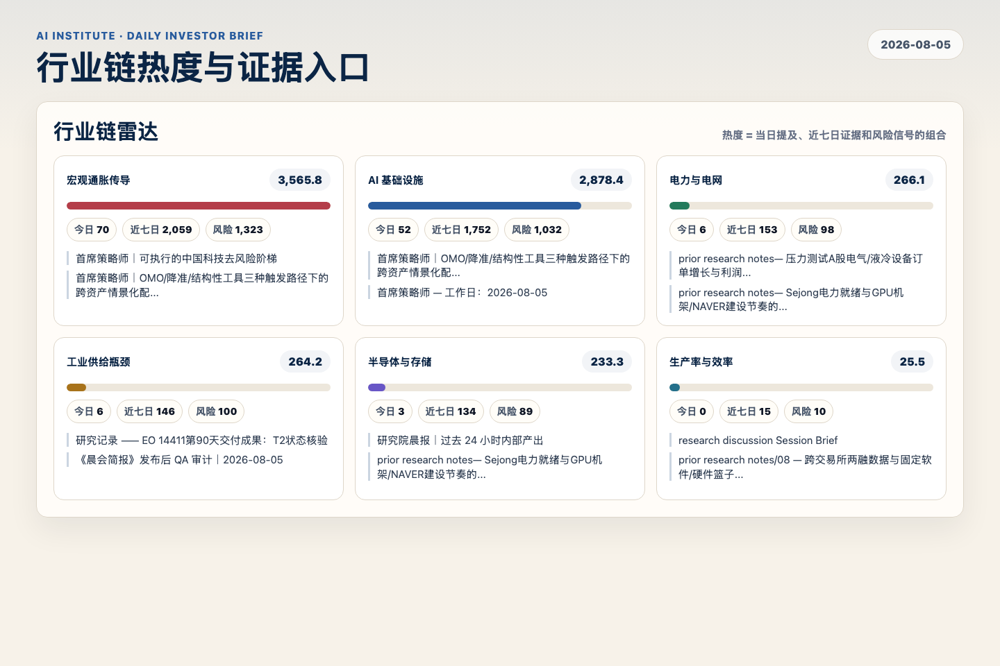 AI INSTITUTE · DAILY INVESTOR BRIEF
2026-08-05
行业链热度与证据入口
行业链雷达
热度 = 当日提及、近七日证据和风险信号的组合
宏观通胀传导
3,565.8
今日 70
近七日 2,059
风险 1,323
首席策略师｜可执行的中国科技去风险阶梯
首席策略师｜OMO/降准/结构性工具三种触发路径下的
跨资产情景化配...
AI 基础设施
2,878.4
今日 52
近七日 1,752
风险 1,032
首席策略师｜OMO/降准/结构性工具三种触发路径下的
跨资产情景化配...
首席策略师 — 工作日：2026-08-05
电力与电网
266.1
今日 6
近七日 153
风险 98
prior research notes— 压力测试A股电气/液冷设备订
单增长与利润...
prior research notes— Sejong电力就绪与GPU机
架/NAVER建设节奏的...
工业供给瓶颈
264.2
今日 6
近七日 146
风险 100
研究记录 —— EO 14411第90天交付成果：T2状态核验
《晨会简报》发布后 QA 审计｜2026-08-05
半导体与存储
233.3
今日 3
近七日 134
风险 89
研究院晨报｜过去 24 小时内部产出
prior research notes— Sejong电力就绪与GPU机
架/NAVER建设节奏的...
生产率与效率
25.5
今日 0
近七日 15
风险 10
research discussion Session Brief
prior research notes/08 — 跨交易所两融数据与固定软
件/硬件篮子...